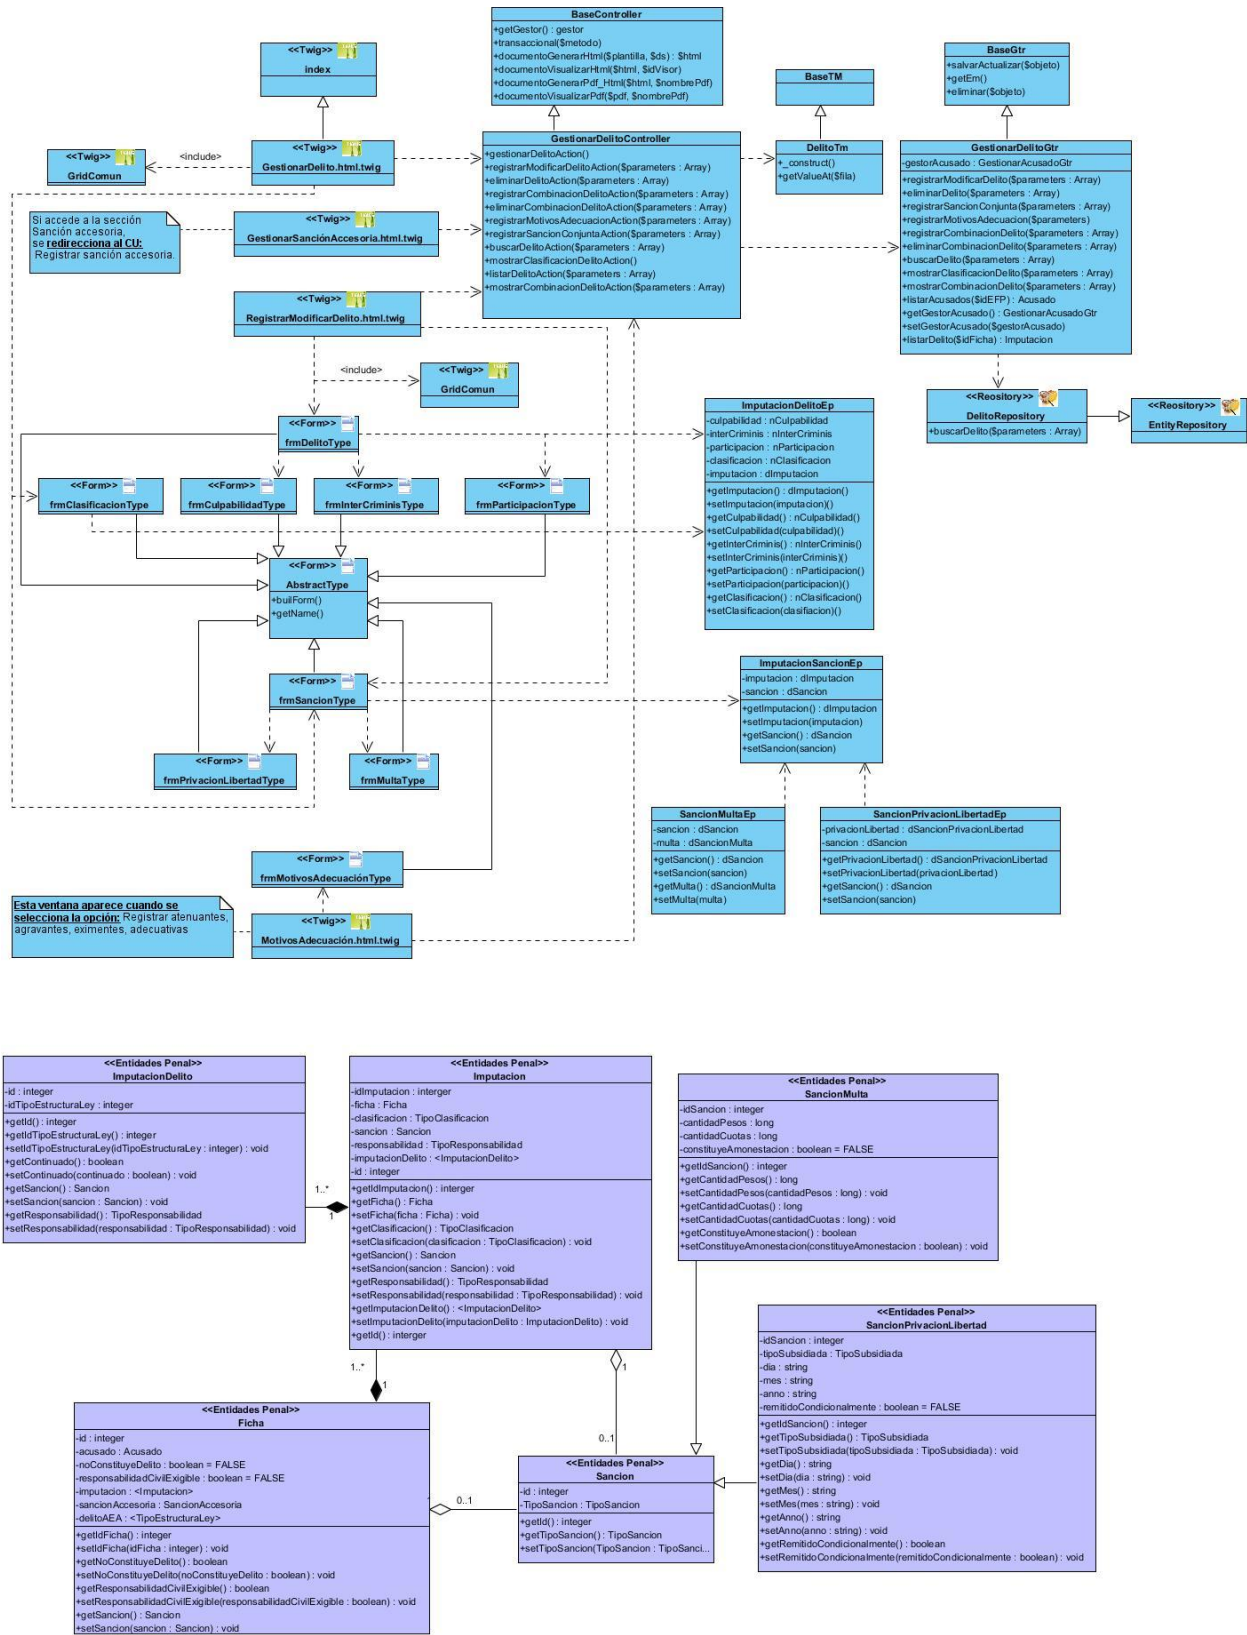 BaseController
+getGestor() : gestor
+transaccional($metodo)
+documentoGenerarHtml($plantilla, $ds) : $html
+documentoVisualizarHtml($html, $idVisor)
+documentoGenerarPdf_Html($html, $nombrePdf)
+documentoVisualizarPdf($pdf, $nombrePdf)
<<Twig>>
index
BaseTM
BaseGtr
+salvarActualizar($objeto)
+getEm()
+eliminar($objeto)
<<Twig>>
GridComun
<include>
<<Twig>>
GestionarDelito.html.twig
GestionarDelitoController
+gestionarDelitoAction()
+registrarModificarDelitoAction($parameters : Array)
+eliminarDelitoAction($parameters : Array)
+registrarCombinacionDelitoAction($parameters : Array)
+eliminarCombinacionDelitoAction($parameters : Array)
+registrarMotivosAdecuacionAction($parameters : Array)
+registrarSancionConjuntaAction($parameters : Array)
+buscarDelitoAction($parameters : Array)
+mostrarClasificacionDelitoAction()
+listarDelitoAction($parameters : Array)
+mostrarCombinacionDelitoAction($parameters : Array)
DelitoTm
+_construct()
+getValueAt($fila)
GestionarDelitoGtr
-gestorAcusado : GestionarAcusadoGtr
+registrarModificarDelito($parameters : Array)
+eliminarDelito($parameters : Array)
+registrarSancionConjunta($parameters : Array)
+registrarMotivosAdecuacion($parameters)
+registrarCombinacionDelito($parameters : Array)
+eliminarCombinacionDelito($parameters : Array)
+buscarDelito($parameters : Array)
+mostrarClasificacionDelito($parameters : Array)
+mostrarCombinacionDelito($parameters : Array)
+listarAcusados($idEFP) : Acusado
+getGestorAcusado() : GestionarAcusadoGtr
+setGestorAcusado($gestorAcusado)
+listarDelito($idFicha) : Imputacion
Si accede a la sección
Sanción accesoria,
se redirecciona al CU:
Registrar sanción accesoria.
<<Twig>>
GestionarSanciónAccesoria.html.twig
<<Twig>>
RegistrarModificarDelito.html.twig
<include>
<<Twig>>
GridComun
<<Reository>>
DelitoRepository
+buscarDelito($parameters : Array)
<<Reository>>
EntityRepository
<<Form>>
frmDelitoType
<<Form>>
frmClasificacionType
<<Form>>
frmCulpabilidadType
<<Form>>
frmInterCriminisType
<<Form>>
frmParticipacionType
ImputacionDelitoEp
-culpabilidad : nCulpabilidad
-interCriminis : nInterCriminis
-participacion : nParticipacion
-clasificacion : nClasificacion
-imputacion : dImputacion
+getImputacion() : dImputacion()
+setImputacion(imputacion)()
+getCulpabilidad() : nCulpabilidad()
+setCulpabilidad(culpabilidad)()
+getInterCriminis() : nInterCriminis()
+setInterCriminis(interCriminis)()
+getParticipacion() : nParticipacion()
+setParticipacion(participacion)()
+getClasificacion() : nClasificacion()
+setClasificacion(clasifiacion)()
<<Form>>
AbstractType
+builForm()
+getName()
<<Form>>
frmSancionType
<<Form>>
frmPrivacionLibertadType
<<Form>>
frmMultaType
ImputacionSancionEp
-imputacion : dImputacion
-sancion : dSancion
+getImputacion() : dImputacion
+setImputacion(imputacion)
+getSancion() : dSancion
+setSancion(sancion)
SancionMultaEp
-sancion : dSancion
-multa : dSancionMulta
+getSancion() : dSancion
+setSancion(sancion)
+getMulta() : dSancionMulta
+setMulta(multa)
SancionPrivacionLibertadEp
-privacionLibertad : dSancionPrivacionLibertad
-sancion : dSancion
+getPrivacionLibertad() : dSancionPrivacionLibertad
+setPrivacionLibertad(privacionLibertad)
+getSancion() : dSancion
+setSancion(sancion)
<<Form>>
frmMotivosAdecuaciónType
Esta ventana aparece cuando se
selecciona la opción: Registrar atenuantes,
agravantes, eximentes, adecuativas
<<Twig>>
MotivosAdecuación.html.twig
<<Entidades Penal>>
ImputacionDelito
-id : integer
-idTipoEstructuraLey : integer
+getId() : integer
+getIdTipoEstructuraLey() : integer
+setIdTipoEstructuraLey(idTipoEstructuraLey : integer) : void
+getContinuado() : boolean
+setContinuado(continuado : boolean) : void
+getSancion() : Sancion
+setSancion(sancion : Sancion) : void
+getResponsabilidad() : TipoResponsabilidad
+setResponsabilidad(responsabilidad : TipoResponsabilidad) : void
1..*
1
<<Entidades Penal>>
Imputacion
-idImputacion : interger
-ficha : Ficha
-clasificacion : TipoClasificacion
-sancion : Sancion
-responsabilidad : TipoResponsabilidad
-imputacionDelito : <ImputacionDelito>
-id : integer
+getIdImputacion() : interger
+getFicha() : Ficha
+setFicha(ficha : Ficha) : void
+getClasificacion() : TipoClasificacion
+setClasificacion(clasificacion : TipoClasificacion) : void
+getSancion() : Sancion
+setSancion(sancion : Sancion) : void
+getResponsabilidad() : TipoResponsabilidad
+setResponsabilidad(responsabilidad : TipoResponsabilidad) : void
+getImputacionDelito() : <ImputacionDelito>
+setImputacionDelito(imputacionDelito : ImputacionDelito) : void
+getId() : interger
<<Entidades Penal>>
SancionMulta
-idSancion : integer
-cantidadPesos : long
-cantidadCuotas : long
-constituyeAmonestacion : boolean = FALSE
+getIdSancion() : integer
+getCantidadPesos() : long
+setCantidadPesos(cantidadPesos : long) : void
+getCantidadCuotas() : long
+setCantidadCuotas(cantidadCuotas : long) : void
+getConstituyeAmonestacion() : boolean
+setConstituyeAmonestacion(constituyeAmonestacion : boolean) : void
<<Entidades Penal>>
SancionPrivacionLibertad
-idSancion : integer
-tipoSubsidiada : TipoSubsidiada
-dia : string
-mes : string
-anno : string
-remitidoCondicionalmente : boolean = FALSE
+getIdSancion() : integer
+getTipoSubsidiada() : TipoSubsidiada
+setTipoSubsidiada(tipoSubsidiada : TipoSubsidiada) : void
+getDia() : string
+setDia(dia : string) : void
+getMes() : string
+setMes(mes : string) : void
+getAnno() : string
+setAnno(anno : string) : void
+getRemitidoCondicionalmente() : boolean
+setRemitidoCondicionalmente(remitidoCondicionalmente : boolean) : void
1..*
1
1
0..1
<<Entidades Penal>>
Ficha
-id : integer
-acusado : Acusado
-noConstituyeDelito : boolean = FALSE
-responsabilidadCivilExigible : boolean = FALSE
-imputacion : <Imputacion>
-sancionAccesoria : SancionAccesoria
-delitoAEA : <TipoEstructuraLey>
+getIdFicha() : integer
+setIdFicha(idFicha : integer) : void
+getNoConstituyeDelito() : boolean
+setNoConstituyeDelito(noConstituyeDelito : boolean) : void
+getResponsabilidadCivilExigible() : boolean
+setResponsabilidadCivilExigible(responsabilidadCivilExigible : boolean) : void
+getSancion() : Sancion
+setSancion(sancion : Sancion) : void
0..1
<<Entidades Penal>>
Sancion
-id : integer
-TipoSancion : TipoSancion
+getId() : integer
+getTipoSancion() : TipoSancion
+setTipoSancion(TipoSancion : TipoSanci...